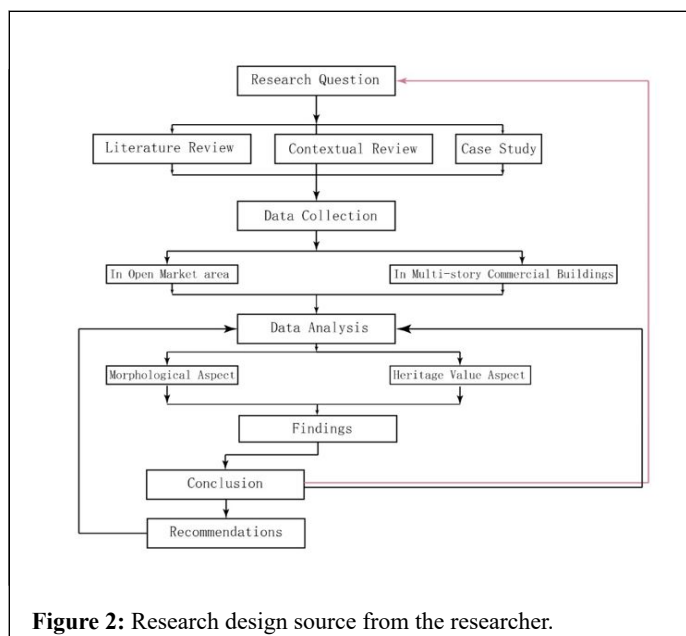 Research Question
Literature Review
Contextual Review
Case Study
Data Collection
In Open Market area
In Multi-story Commercial Buildings
Data Analysis
Morphological Aspect
Heritage Value Aspect
Findings
Conclusion
Recommendations
Figure 2: Research design source from the researcher.